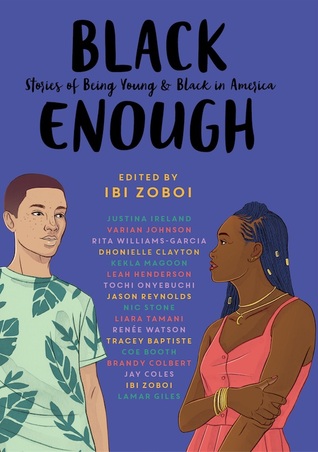 BLACK
Stories of Being Young & Black in America
ENOUGH
EDITED BY
IBI ZOBOI
JUSTINA IRELAND
VARIAN JOHNSON
RITA WILLIAMS-GARCIA
DHONIELLE CLAYTON
KEKLA MAGOON
LEAH HENDERSON
TOCHI ONYEBUCHI
JASON REYNOLDS
NIC STONE
LIARA TAMANI
RENÉE WATSON
TRACEY BAPTISTE
COE BOOTH
BRANDY COLBERT
JAY COLES
IBI ZOBOI
LAMAR GILES